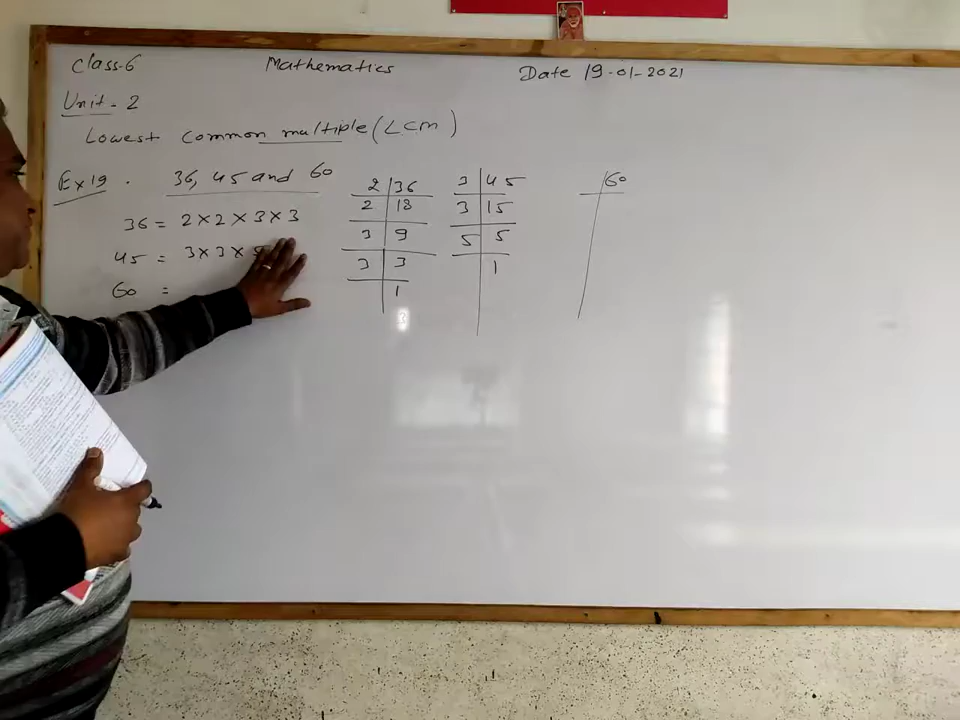 Class-6 Mathematics Date 19-01-2021
Unit-2
Lowest common multiple (LCM)
Ex19. 36, 45 and 60
36 = 2×2×3×3
45 = 3×3×5
60 =
2 | 36
2 | 18
3 | 9
3 | 3
1
3 | 45
3 | 15
5 | 5
1
60